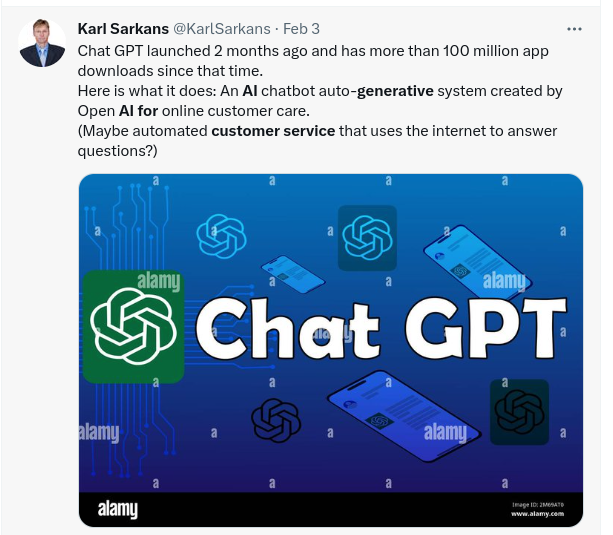 Karl Sarkans @KarlSarkans · Feb 3
Chat GPT launched 2 months ago and has more than 100 million app
downloads since that time.
Here is what it does: An AI chatbot auto-generative system created by
Open AI for online customer care.
(Maybe automated customer service that uses the internet to answer
questions?)
a a a a
a a a
alamy a alamy
Chat GPT
a alamy a
a a a a
alamy a a alamy a
a a a a
alamy
Image ID: 2M69AT0
www.alamy.com